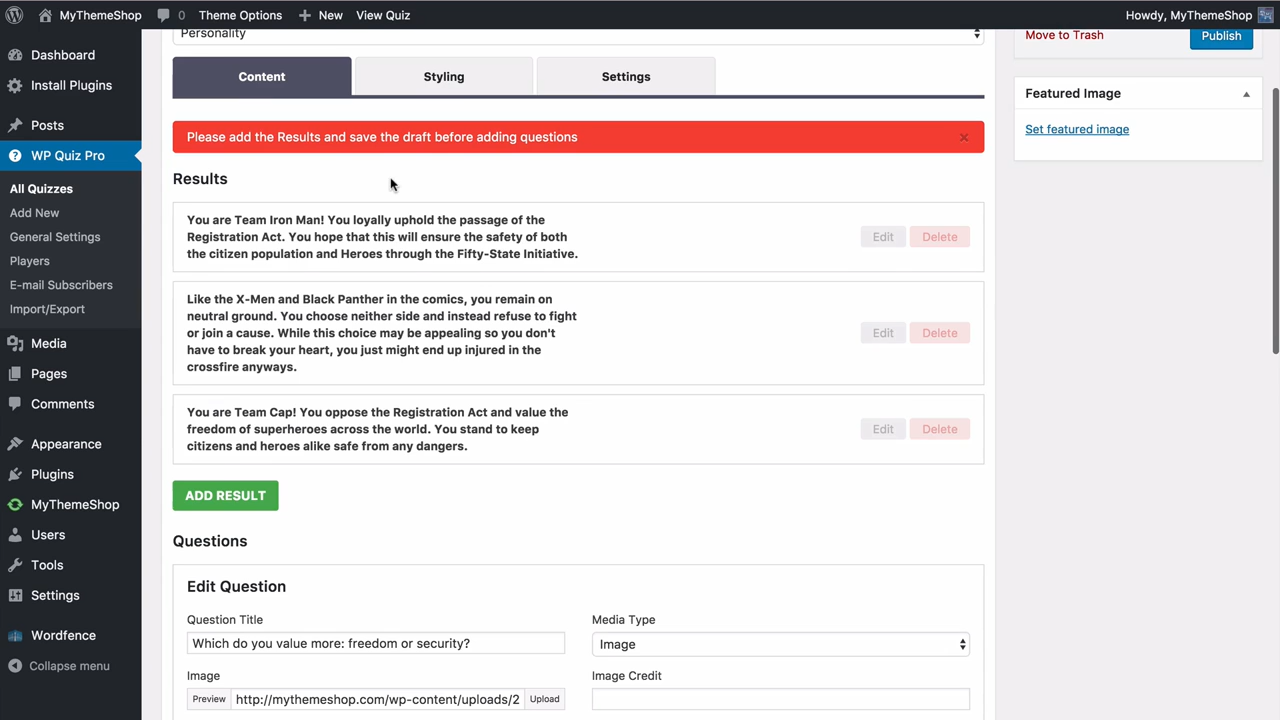 MyThemeShop
0
Theme Options
New
View Quiz
Howdy, MyThemeShop
Dashboard
Install Plugins
Posts
WP Quiz Pro
All Quizzes
Add New
General Settings
Players
E-mail Subscribers
Import/Export
Media
Pages
Comments
Appearance
Plugins
MyThemeShop
Users
Tools
Settings
Wordfence
Collapse menu
Personality
Content
Styling
Settings
Please add the Results and save the draft before adding questions
×
Results
You are Team Iron Man! You loyally uphold the passage of the
Registration Act. You hope that this will ensure the safety of both
the citizen population and Heroes through the Fifty-State Initiative.
Edit
Delete
Like the X-Men and Black Panther in the comics, you remain on
neutral ground. You choose neither side and instead refuse to fight
or join a cause. While this choice may be appealing so you don't
have to break your heart, you just might end up injured in the
crossfire anyways.
Edit
Delete
You are Team Cap! You oppose the Registration Act and value the
freedom of superheroes across the world. You stand to keep
citizens and heroes alike safe from any dangers.
Edit
Delete
ADD RESULT
Questions
Edit Question
Question Title
Which do you value more: freedom or security?
Media Type
Image
Image
Preview
http://mythemeshop.com/wp-content/uploads/2
Upload
Image Credit
Move to Trash
Publish
Featured Image
Set featured image